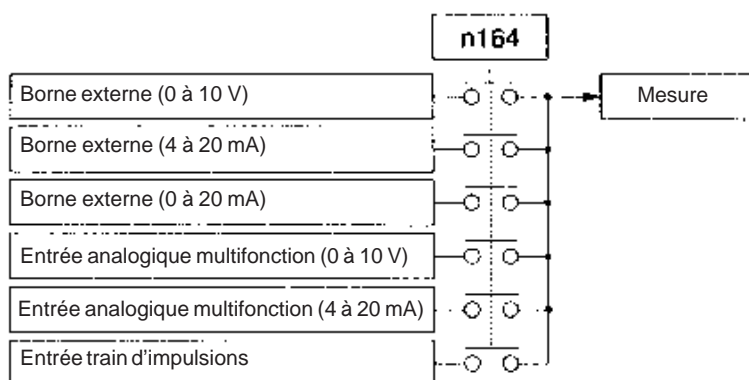 n164
Borne externe (0 à 10 V)
Mesure
Borne externe (4 à 20 mA)
Borne externe (0 à 20 mA)
Entrée analogique multifonction (0 à 10 V)
Entrée analogique multifonction (4 à 20 mA)
Entrée train d'impulsions